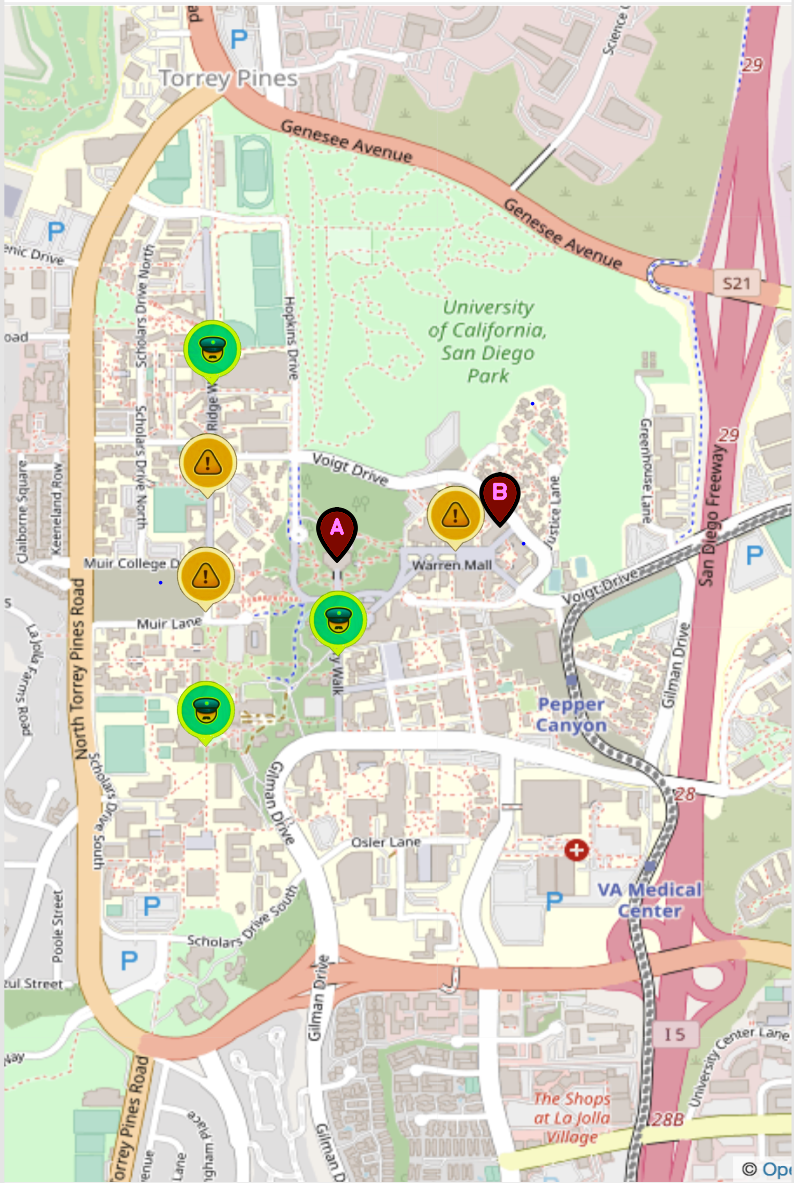 ad
P
Science C
29
Torrey Pines
Genesee Avenue
P
enic Drive
Genesee Avenue
S21
Scholars Drive North
Hopkins Drive
University
of California,
San Diego
Park
oad
Ridge W
29
Scholars Drive North
Voigt Drive
Greenhouse Lane
Claiborne Square
Keeneland Row
San Diego Freeway
!
B
Justice Lane
!
A
P
Muir College D
!
Warren Mall
Voigt Drive
S
Muir Lane
La Jolla Farms Road
North Torrey Pines Road
y Walk
Gilman Drive
Pepper
Canyon
Scholars Drive South
Gilman Drive
28
Osler Lane
P
P
VA Medical
Center
Poole Street
Scholars Drive South
P
zul Street
Gilman Drive
I 5
University Center Lane
Nay
Torrey Pines Road
The Shops
at La Jolla
Village
28B
ngham Place
Lane
venue
Gilman D
© Ope